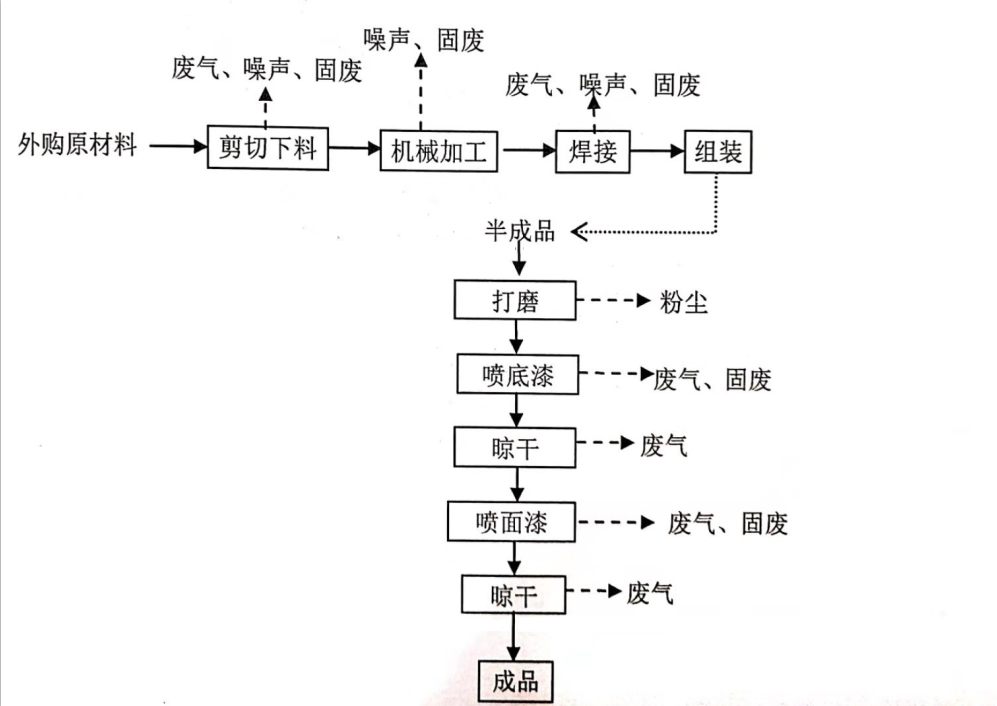 噪声、固废
废气、噪声、固废
废气、噪声、固废
外购原材料
剪切下料
机械加工
焊接
组装
半成品
打磨
粉尘
喷底漆
废气、固废
晾干
废气
喷面漆
废气、固废
晾干
废气
成品